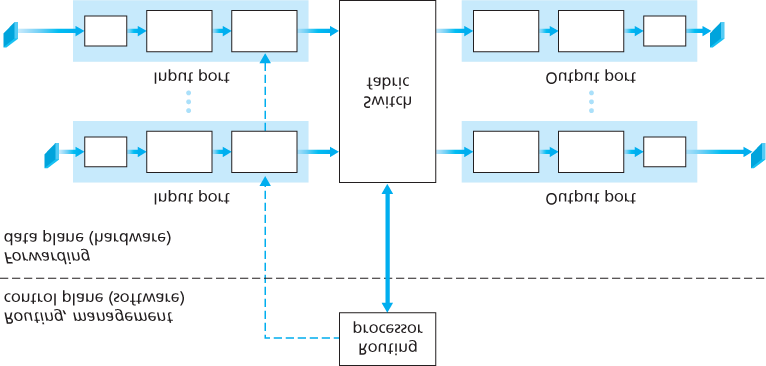 Routing
processor
Routing, management
control plane (software)
Forwarding
data plane (hardware)
Input port
Output port
Switch
fabric
Input port
Output port